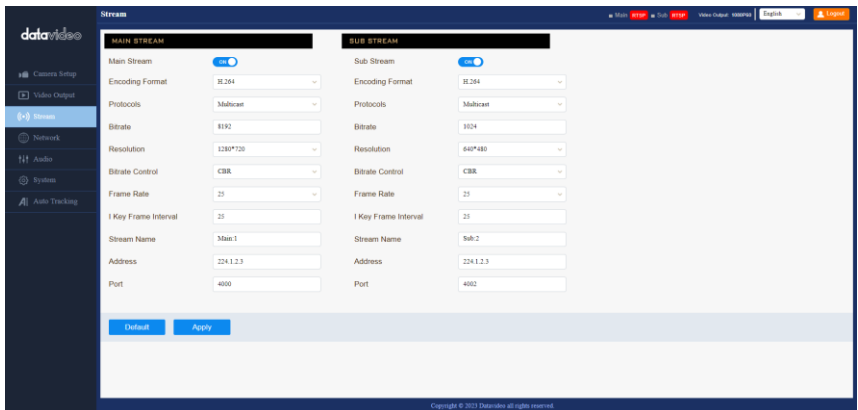 Stream
Main RTSP Sub RTSP Video Output: 1080P60 English Logout
datavideo
Camera Setup
Video Output
Stream
Network
Audio
System
Auto Tracking
MAIN STREAM
Main Stream ON
Encoding Format H.264
Protocols Multicast
Bitrate 8192
Resolution 1280*720
Bitrate Control CBR
Frame Rate 25
I Key Frame Interval 25
Stream Name Main:1
Address 224.1.2.3
Port 4000
SUB STREAM
Sub Stream ON
Encoding Format H.264
Protocols Multicast
Bitrate 1024
Resolution 640*480
Bitrate Control CBR
Frame Rate 25
I Key Frame Interval 25
Stream Name Sub:2
Address 224.1.2.3
Port 4002
Default Apply
Copyright © 2023 Datavideo all rights reserved.